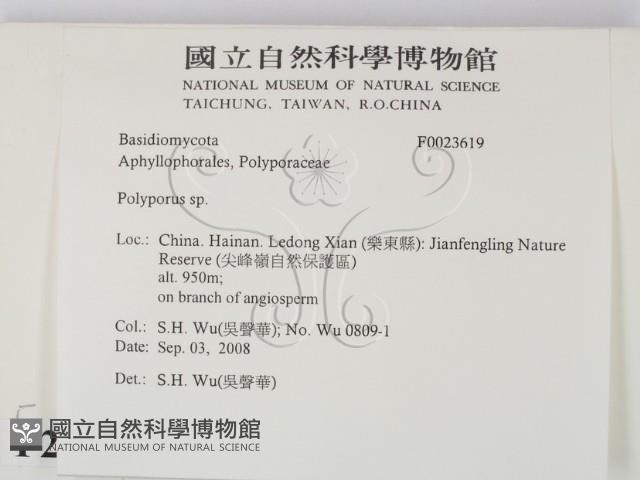 國立自然科學博物館
NATIONAL MUSEUM OF NATURAL SCIENCE
TAICHUNG, TAIWAN, R.O.CHINA
Basidiomycota F0023619
Aphyllophorales, Polyporaceae
Polyporus sp.
Loc.: China. Hainan. Ledong Xian (樂東縣): Jianfengling Nature
Reserve (尖峰嶺自然保護區)
alt. 950m;
on branch of angiosperm
Col.: S.H. Wu(吳聲華); No. Wu 0809-1
Date: Sep. 03, 2008
Det.: S.H. Wu(吳聲華)
國立自然科學博物館
NATIONAL MUSEUM OF NATURAL SCIENCE